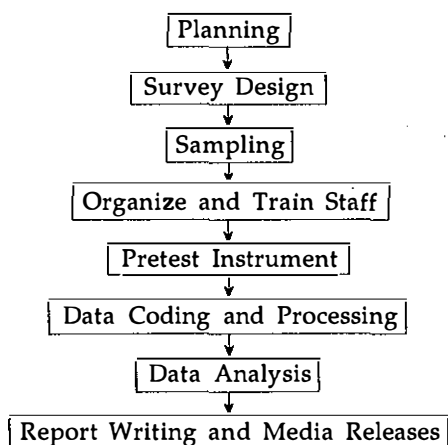 Planning
Survey Design
Sampling
Organize and Train Staff
Pretest Instrument
Data Coding and Processing
Data Analysis
Report Writing and Media Releases